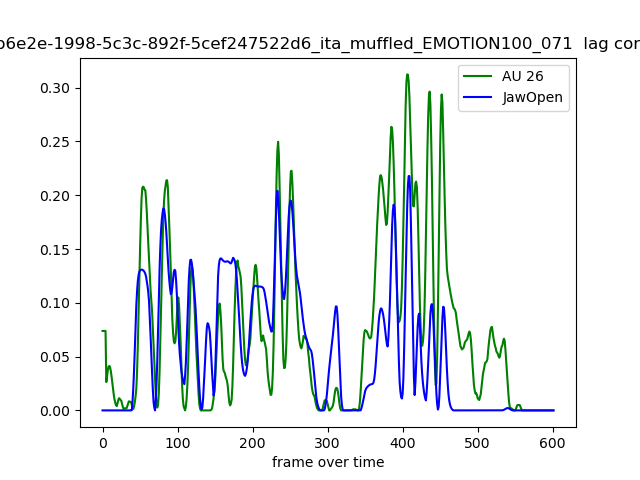 b6e2e-1998-5c3c-892f-5cef247522d6_ita_muffled_EMOTION100_071 lag cor
AU 26
JawOpen
0.30
0.25
0.20
0.15
0.10
0.05
0.00
0 100 200 300 400 500 600
frame over time